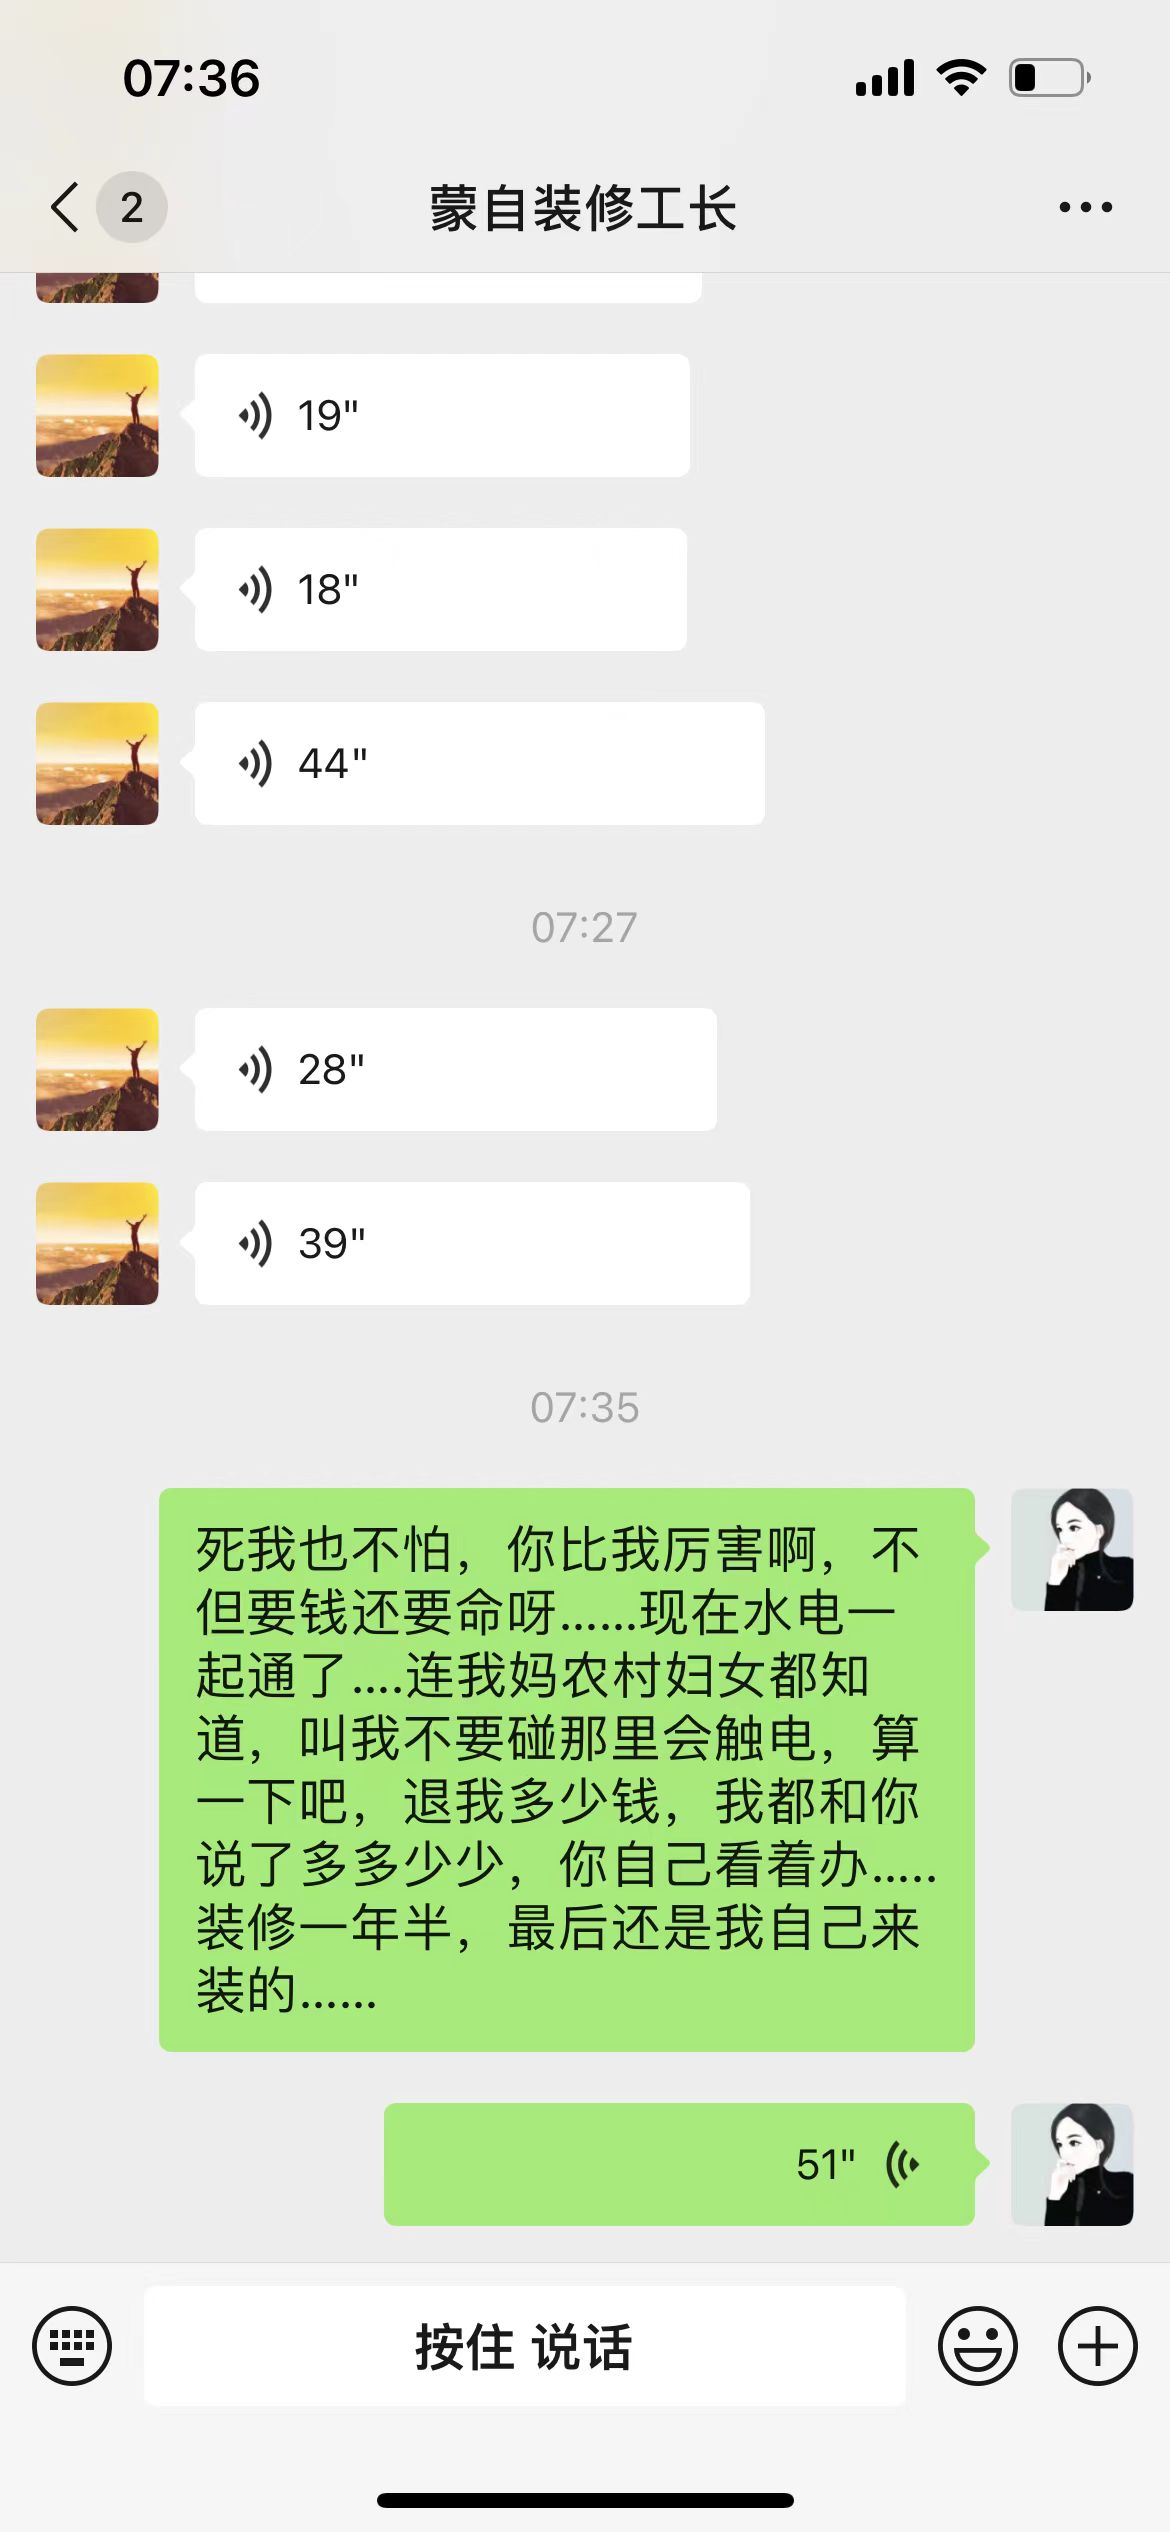 07:36
2
蒙自装修工长
19"
18"
44"
07:27
28"
39"
07:35
死我也不怕，你比我厉害啊，不
但要钱还要命呀......现在水电一
起通了....连我妈农村妇女都知
道，叫我不要碰那里会触电，算
一下吧，退我多少钱，我都和你
说了多多少少，你自己看着办.....
装修一年半，最后还是我自己来
装的......
51"
按住 说话